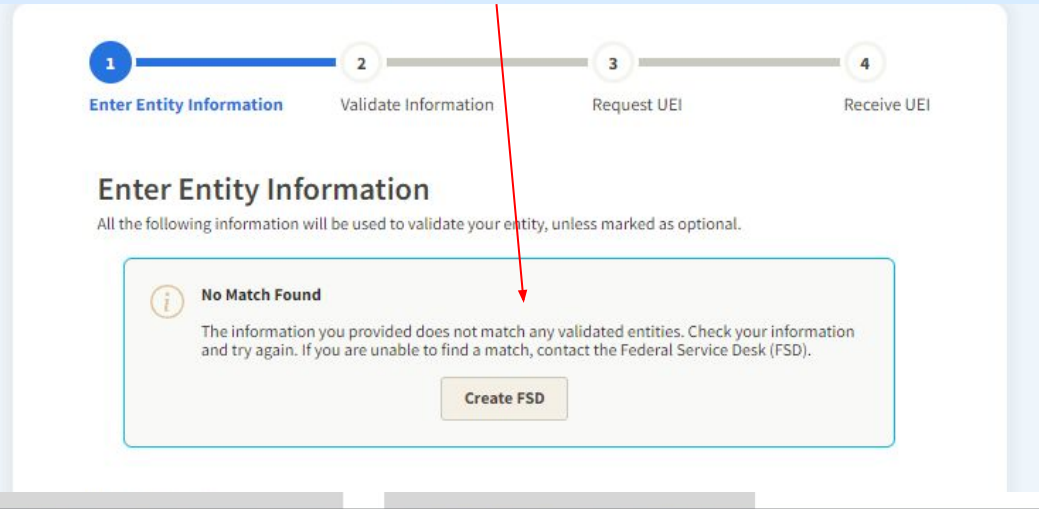 1 2 3 4
Enter Entity Information Validate Information Request UEI Receive UEI
Enter Entity Information
All the following information will be used to validate your entity, unless marked as optional.
i
No Match Found
The information you provided does not match any validated entities. Check your information
and try again. If you are unable to find a match, contact the Federal Service Desk (FSD).
Create FSD